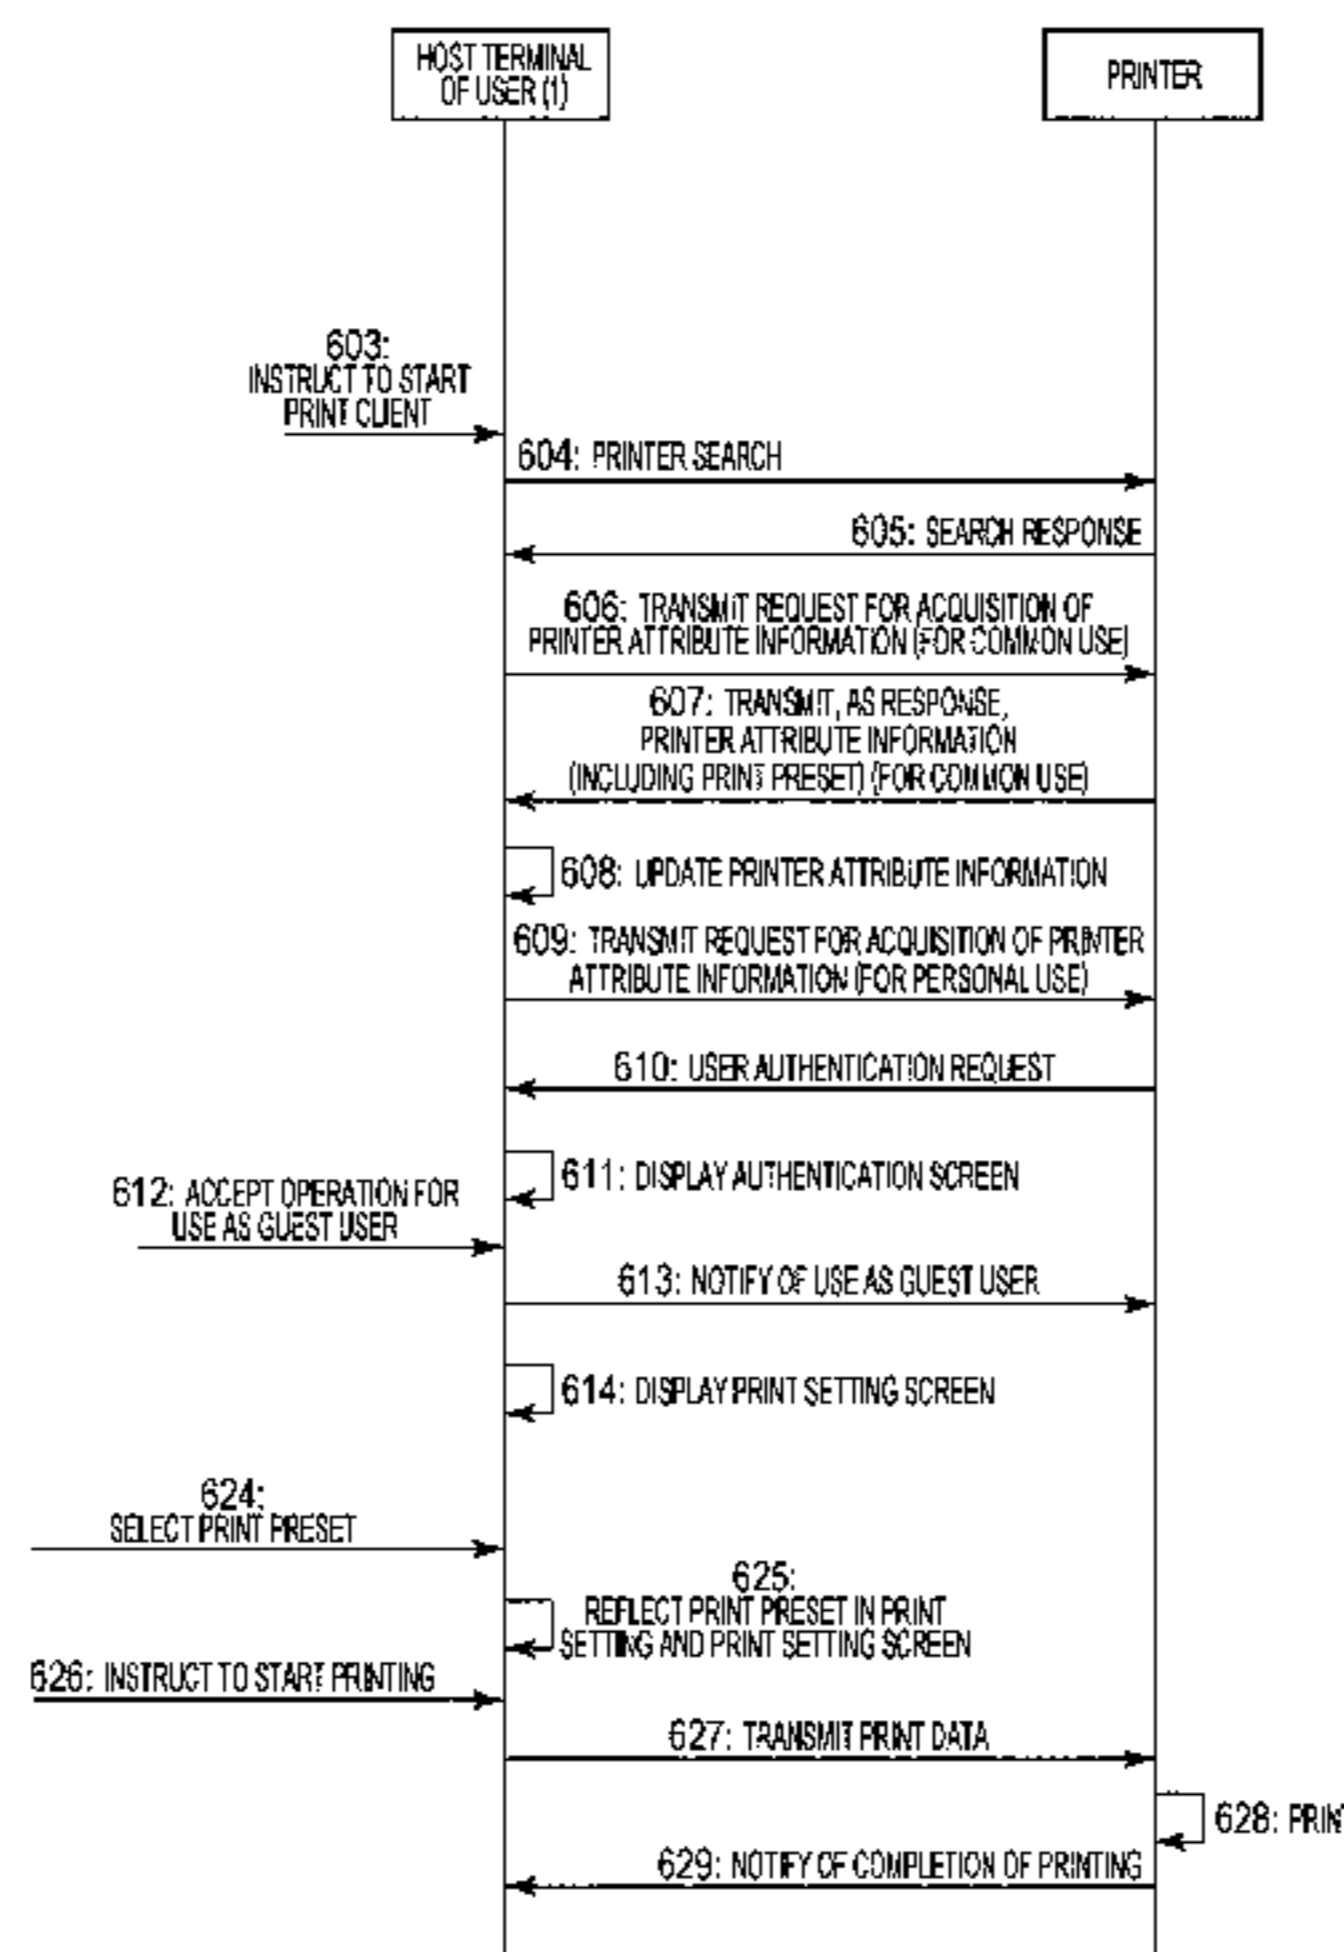 HOST TERMINAL
OF USER (1)
PRINTER
603:
INSTRUCT TO START
PRINT CLIENT
604: PRINTER SEARCH
605: SEARCH RESPONSE
606: TRANSMIT REQUEST FOR ACQUISITION OF
PRINTER ATTRIBUTE INFORMATION (FOR COMMON USE)
607: TRANSMIT, AS RESPONSE,
PRINTER ATTRIBUTE INFORMATION
(INCLUDING PRINT PRESET) (FOR COMMON USE)
608: UPDATE PRINTER ATTRIBUTE INFORMATION
609: TRANSMIT REQUEST FOR ACQUISITION OF PRINTER
ATTRIBUTE INFORMATION (FOR PERSONAL USE)
610: USER AUTHENTICATION REQUEST
611: DISPLAY AUTHENTICATION SCREEN
612: ACCEPT OPERATION FOR
USE AS GUEST USER
613: NOTIFY OF USE AS GUEST USER
614: DISPLAY PRINT SETTING SCREEN
624:
SELECT PRINT PRESET
625:
REFLECT PRINT PRESET IN PRINT
SETTING AND PRINT SETTING SCREEN
626: INSTRUCT TO START PRINTING
627: TRANSMIT PRINT DATA
628: PRIN
629: NOTIFY OF COMPLETION OF PRINTING